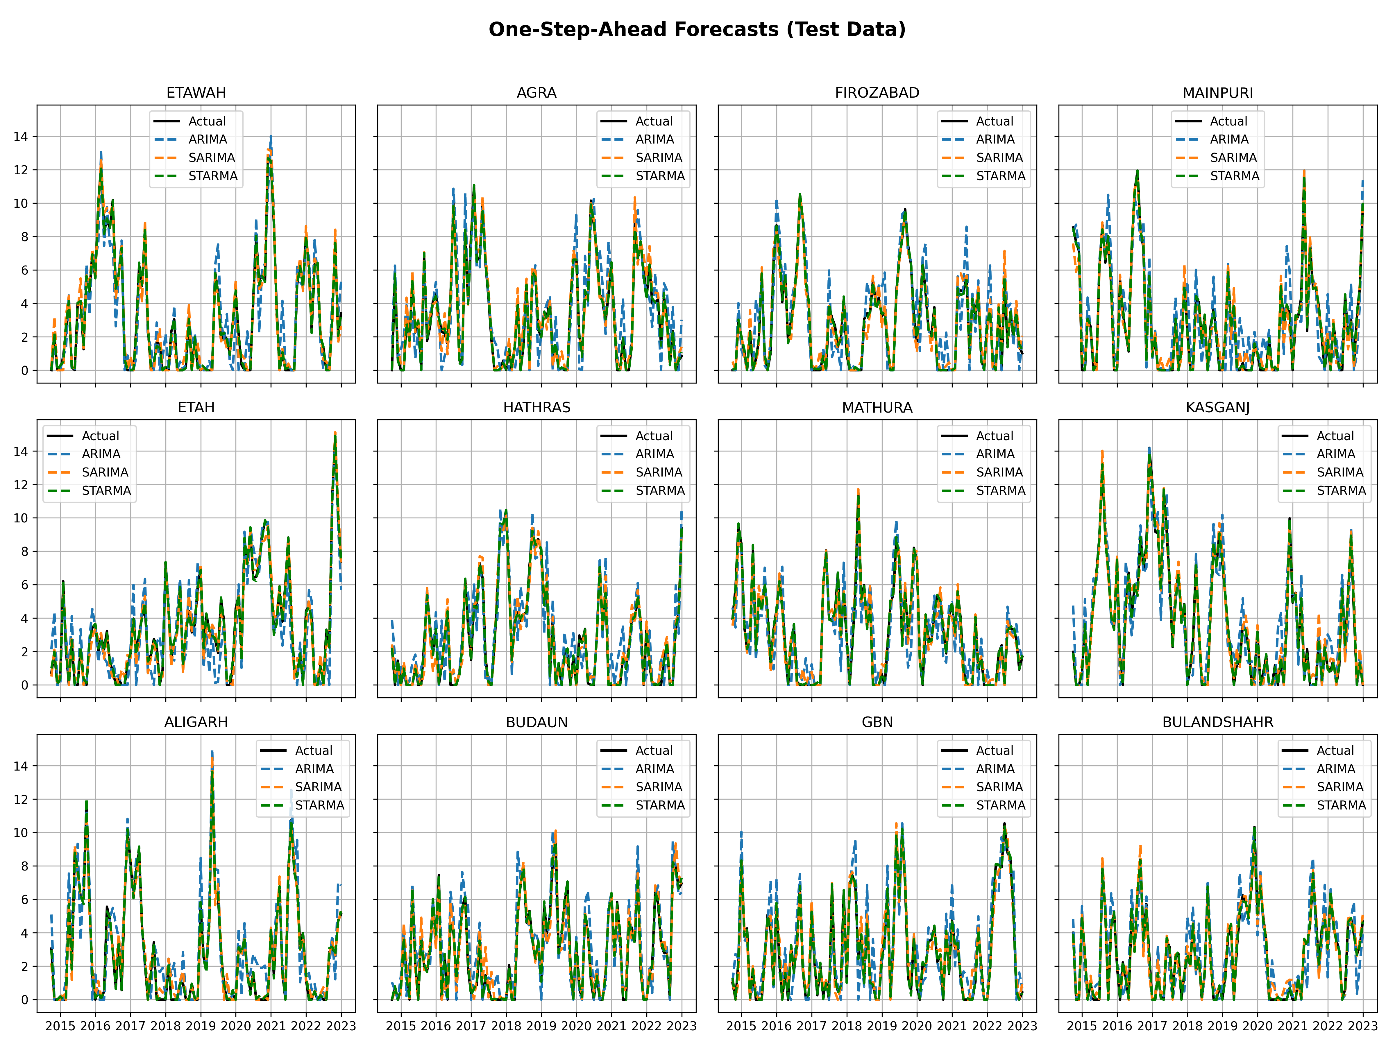 One-Step-Ahead Forecasts (Test Data)
ETAWAH
Actual
ARIMA
SARIMA
STARMA
0
2
4
6
8
10
12
14
AGRA
Actual
ARIMA
SARIMA
STARMA
FIROZABAD
Actual
ARIMA
SARIMA
STARMA
MAINPURI
Actual
ARIMA
SARIMA
STARMA
ETAH
Actual
ARIMA
SARIMA
STARMA
0
2
4
6
8
10
12
14
HATHRAS
Actual
ARIMA
SARIMA
STARMA
MATHURA
Actual
ARIMA
SARIMA
STARMA
KASGANJ
Actual
ARIMA
SARIMA
STARMA
ALIGARH
Actual
ARIMA
SARIMA
STARMA
0
2
4
6
8
10
12
14
2015 2016 2017 2018 2019 2020 2021 2022 2023
BUDAUN
Actual
ARIMA
SARIMA
STARMA
2015 2016 2017 2018 2019 2020 2021 2022 2023
GBN
Actual
ARIMA
SARIMA
STARMA
2015 2016 2017 2018 2019 2020 2021 2022 2023
BULANDSHAHR
Actual
ARIMA
SARIMA
STARMA
2015 2016 2017 2018 2019 2020 2021 2022 2023